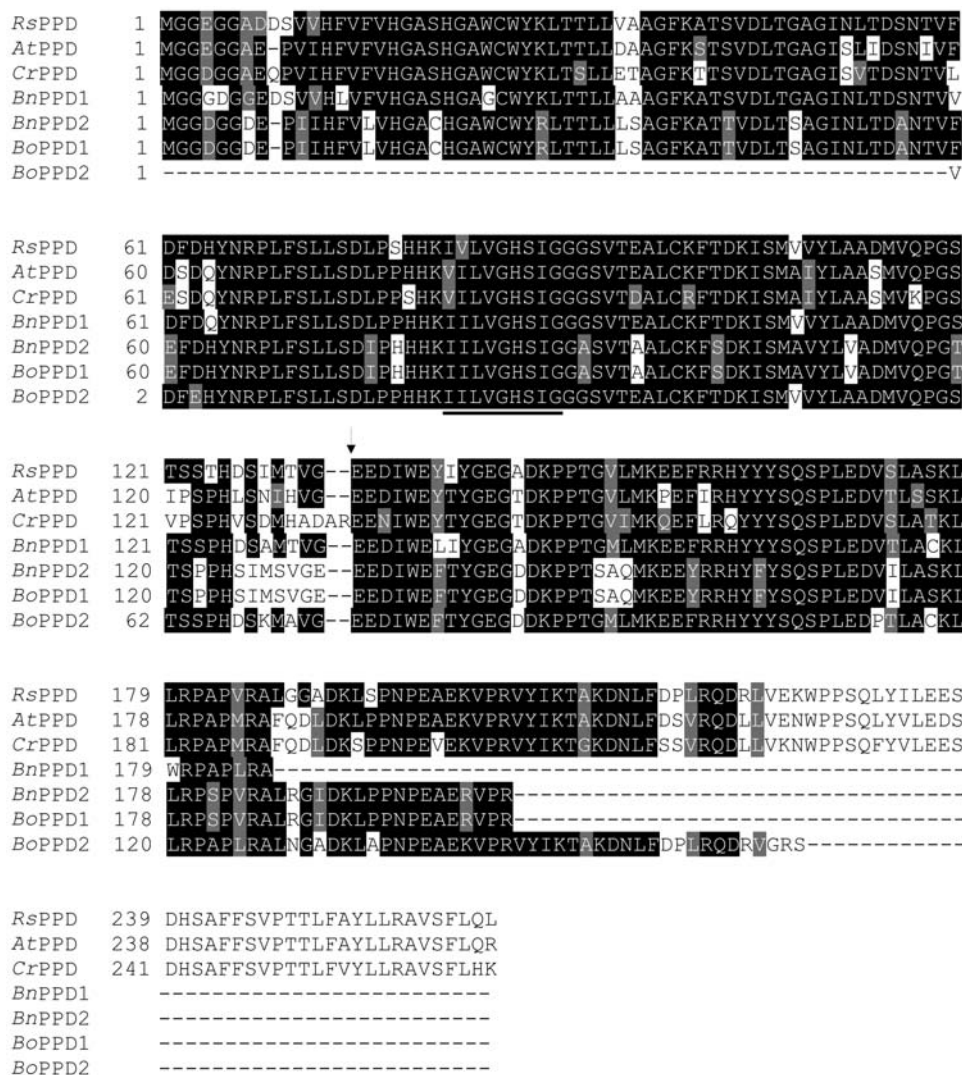 RsPPD 1 MGGEGGADDSVVHFVFVHGASHGAWCWYKLTTLLVAAGFKATSVDLTGAGINLTDSNTVF
AtPPD 1 MGGEGGAE-PVIHFVFVHGASHGAWCWYKLTTLLDAAGFKSTSVDLTGAGISLIDSNIVF
CrPPD 1 MGGDGGAEQPVIHFVFVHGASHGAWCWYKLTSLLETAGFKTTSVDLTGAGISVTDSNTVL
BnPPD1 1 MGGGDGGEDSVVHLVFVHGASHGAGCWYKLTTLLAAAGFKATSVDLTGAGINLTDSNTVV
BnPPD2 1 MGGDGGDE-PIIHFVLVHGACHGAWCWYRLTTLLLSAGFKATTVDLTSAGINLTDANTVF
BoPPD1 1 MGGDGGDE-PIIHFVLVHGACHGAWCWYRLTTLLLSAGFKATTVDLTSAGINLTDANTVF
BoPPD2 1 -----------------------------------------------------------V
RsPPD 61 DFDHYNRPLFSLLSDLPSHHKIVLVGHSIGGGSVTEALCKFTDKISMVVYLAADMVQPGS
AtPPD 60 DSDQYNRPLFSLLSDLPPHHKVILVGHSIGGGSVTEALCKFTDKISMAIYLAASMVQPGS
CrPPD 61 ESDQYNRPLFSLLSDLPPSHKVILVGHSIGGGSVTDALCRFTDKISMAIYLAASMVKPGS
BnPPD1 61 DFDQYNRPLFSLLSDLPPHHKIILVGHSIGGGSVTEALCKFTDKISMVVYLAADMVQPGS
BnPPD2 60 EFDHYNRPLFSLLSDIPHHHKIILVGHSIGGASVTAALCKFSDKISMAVYLVADMVQPGT
BoPPD1 60 EFDHYNRPLFSLLSDIPHHHKIILVGHSIGGASVTAALCKFSDKISMAVYLVADMVQPGT
BoPPD2 2 DFEHYNRPLFSLLSDLPPHHKIILVGHSIGGGSVTEALCKFTDKISMVVYLAADMVQPGS
RsPPD 121 TSSTHDSIMTVG--EEDIWEYIYGEGADKPPTGVLMKEEFRRHYYYSQSPLEDVSLASKL
AtPPD 120 IPSPHLSNIHVG--EEDIWEYTYGEGTDKPPTGVLMKPEFIRHYYYSQSPLEDVTLSSKL
CrPPD 121 VPSPHVSDMHADAREENIWEYTYGEGTDKPPTGVIMKQEFLRQYYYSQSPLEDVSLATKL
BnPPD1 121 TSSPHDSAMTVG--EEDIWELIYGEGADKPPTGMLMKEEFRRHYYYSQSPLEDVTLACKL
BnPPD2 120 TSPPHSIMSVGE--EEDIWEFTYGEGDDKPPTSAQMKEEYRRHYFYSQSPLEDVILASKL
BoPPD1 120 TSPPHSIMSVGE--EEDIWEFTYGEGDDKPPTSAQMKEEYRRHYFYSQSPLEDVILASKL
BoPPD2 62 TSSPHDSKMAVG--EEDIWEFTYGEGDDKPPTGMLMKEEFRRHYYYSQSPLEDPTLACKL
RsPPD 179 LRPAPVRALGGADKLSPNPEAEKVPRVYIKTAKDNLFDPLRQDRLVEKWPPSQLYILEES
AtPPD 178 LRPAPMRAFQDLDKLPPNPEAEKVPRVYIKTAKDNLFDSVRQDLLVENWPPSQLYVLEDS
CrPPD 181 LRPAPMRAFQDLDKSPPNPEVEKVPRVYIKTGKDNLFSSVRQDLLVKNWPPSQFYVLEES
BnPPD1 179 WRPAPLRA----------------------------------------------------
BnPPD2 178 LRPSPVRALRGIDKLPPNPEAERVPR----------------------------------
BoPPD1 178 LRPSPVRALRGIDKLPPNPEAERVPR----------------------------------
BoPPD2 120 LRPAPLRALNGADKLAPNPEAEKVPRVYIKTAKDNLFDPLRQDRVGRS------------
RsPPD 239 DHSAFFSVPTTLFAYLLRAVSFLQL
AtPPD 238 DHSAFFSVPTTLFAYLLRAVSFLQR
CrPPD 241 DHSAFFSVPTTLFVYLLRAVSFLHK
BnPPD1 -------------------------
BnPPD2 -------------------------
BoPPD1 -------------------------
BoPPD2 -------------------------